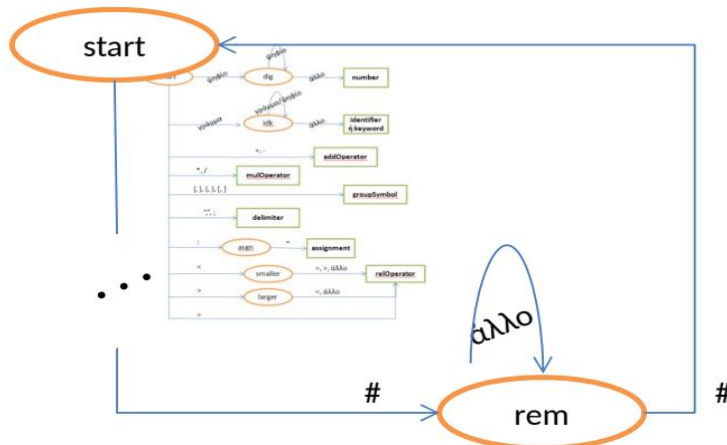 start
ψηφίο
ψηφίο
dig
άλλο
number
γράμμα/ψηφίο
γράμμα
idk
άλλο
identifier
ή keyword
+, -
addOperator
*, /
mulOperator
groupSymbol
delimiter
:
asgn
=
assignment
<
smaller
=, >, άλλο
relOperator
>
larger
=, άλλο
=
...
άλλο
#
rem
#